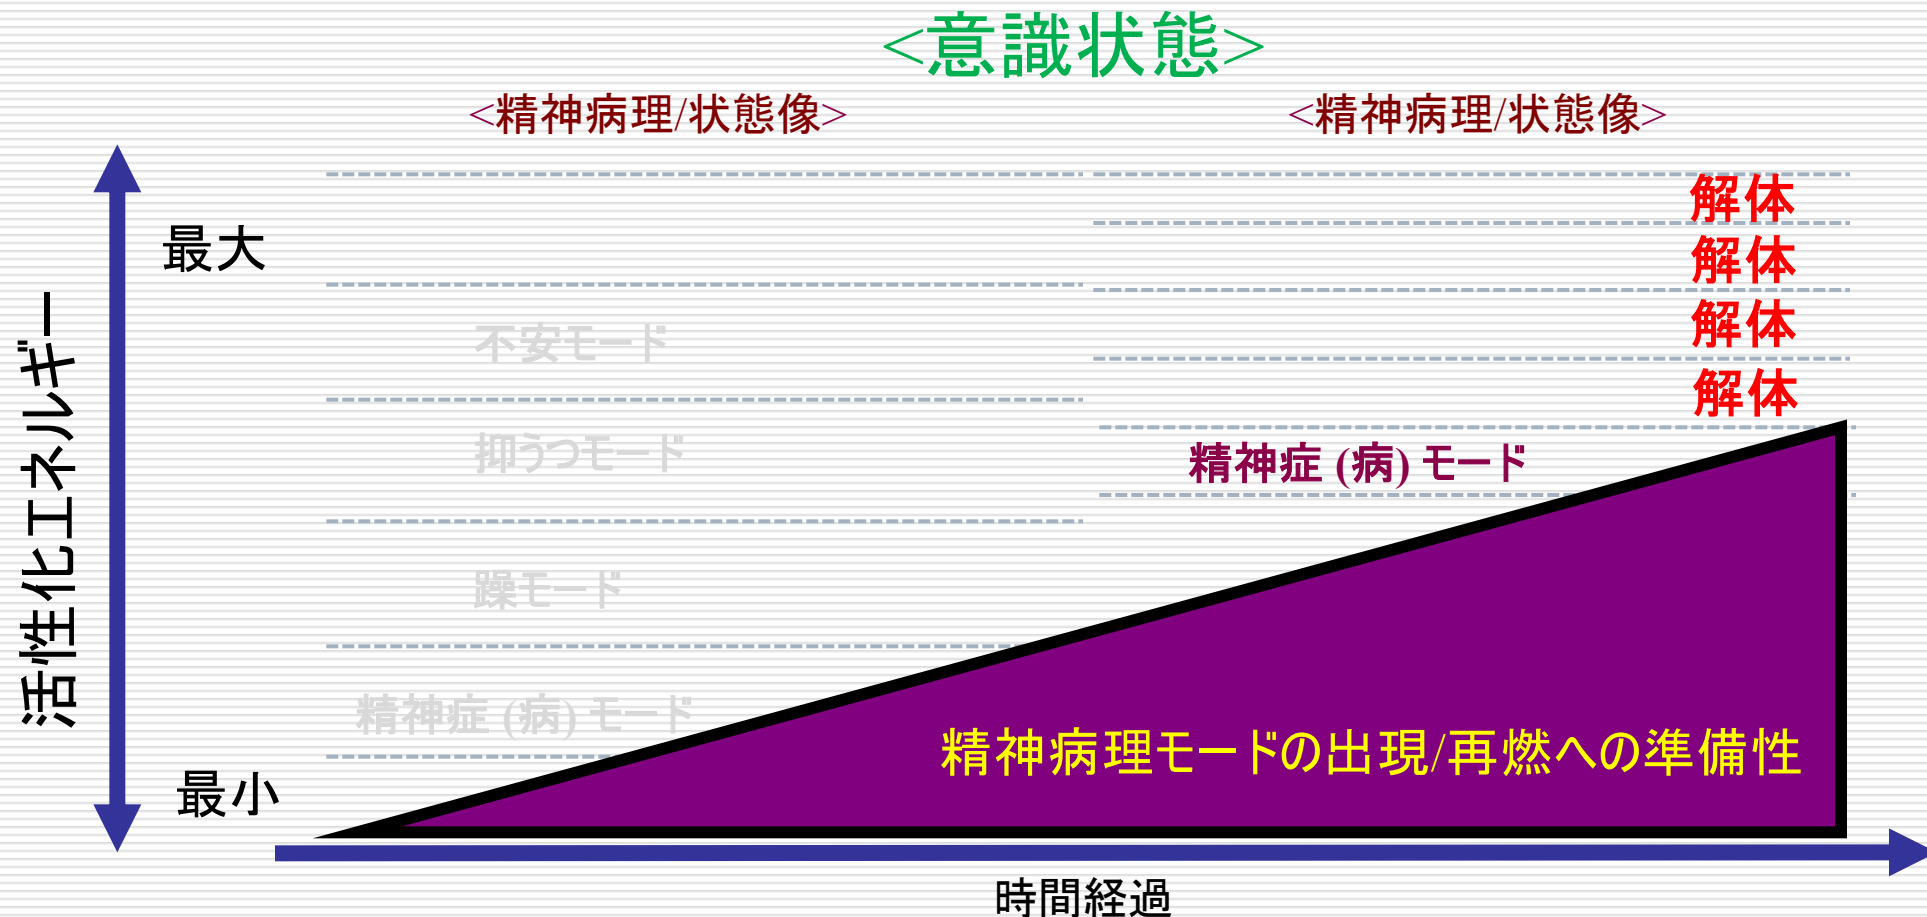 <意識状態>
<精神病理/状態像>
<精神病理/状態像>
活性化エネルギー
最大
解体
解体
不安モード
解体
解体
抑うつモード
精神症 (病) モード
躁モード
精神症 (病) モード
精神病理モードの出現/再燃への準備性
最小
時間経過